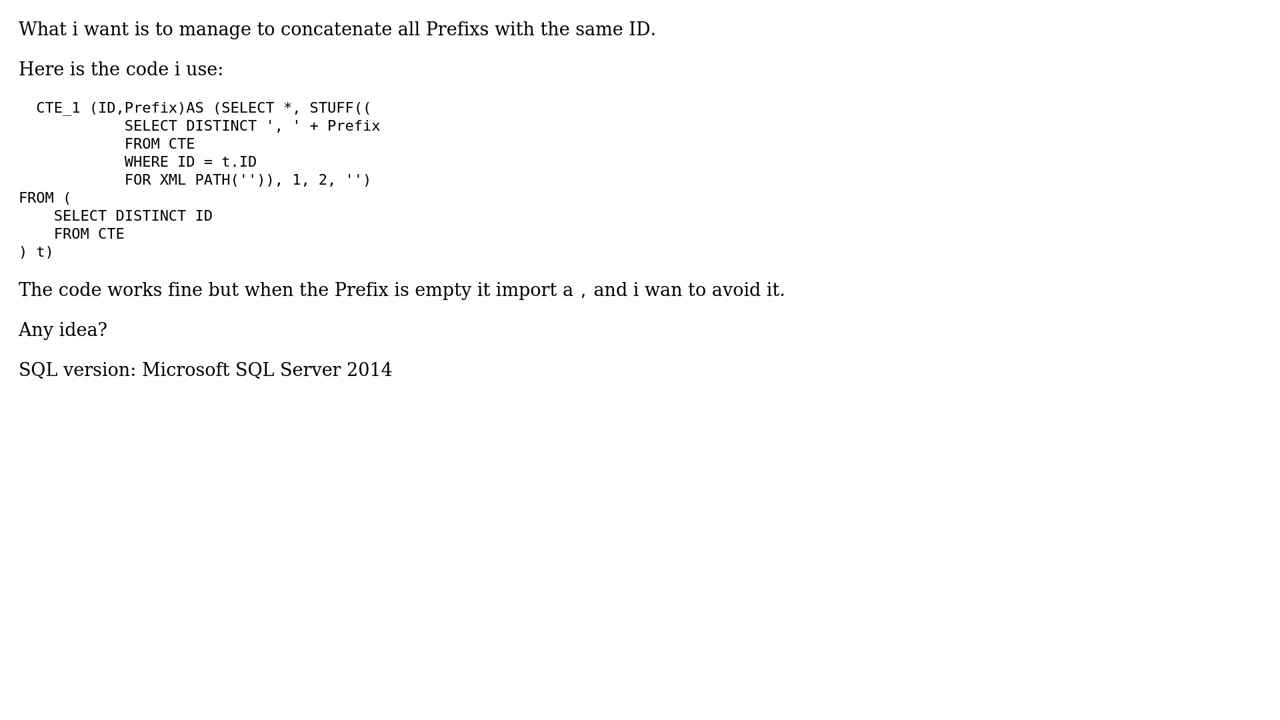 What i want is to manage to concatenate all Prefixs with the same ID.
Here is the code i use:
CTE_1 (ID,Prefix)AS (SELECT *, STUFF((
SELECT DISTINCT ', ' + Prefix
FROM CTE
WHERE ID = t.ID
FOR XML PATH('')), 1, 2, '')
FROM (
SELECT DISTINCT ID
FROM CTE
) t)
The code works fine but when the Prefix is empty it import a , and i wan to avoid it.
Any idea?
SQL version: Microsoft SQL Server 2014